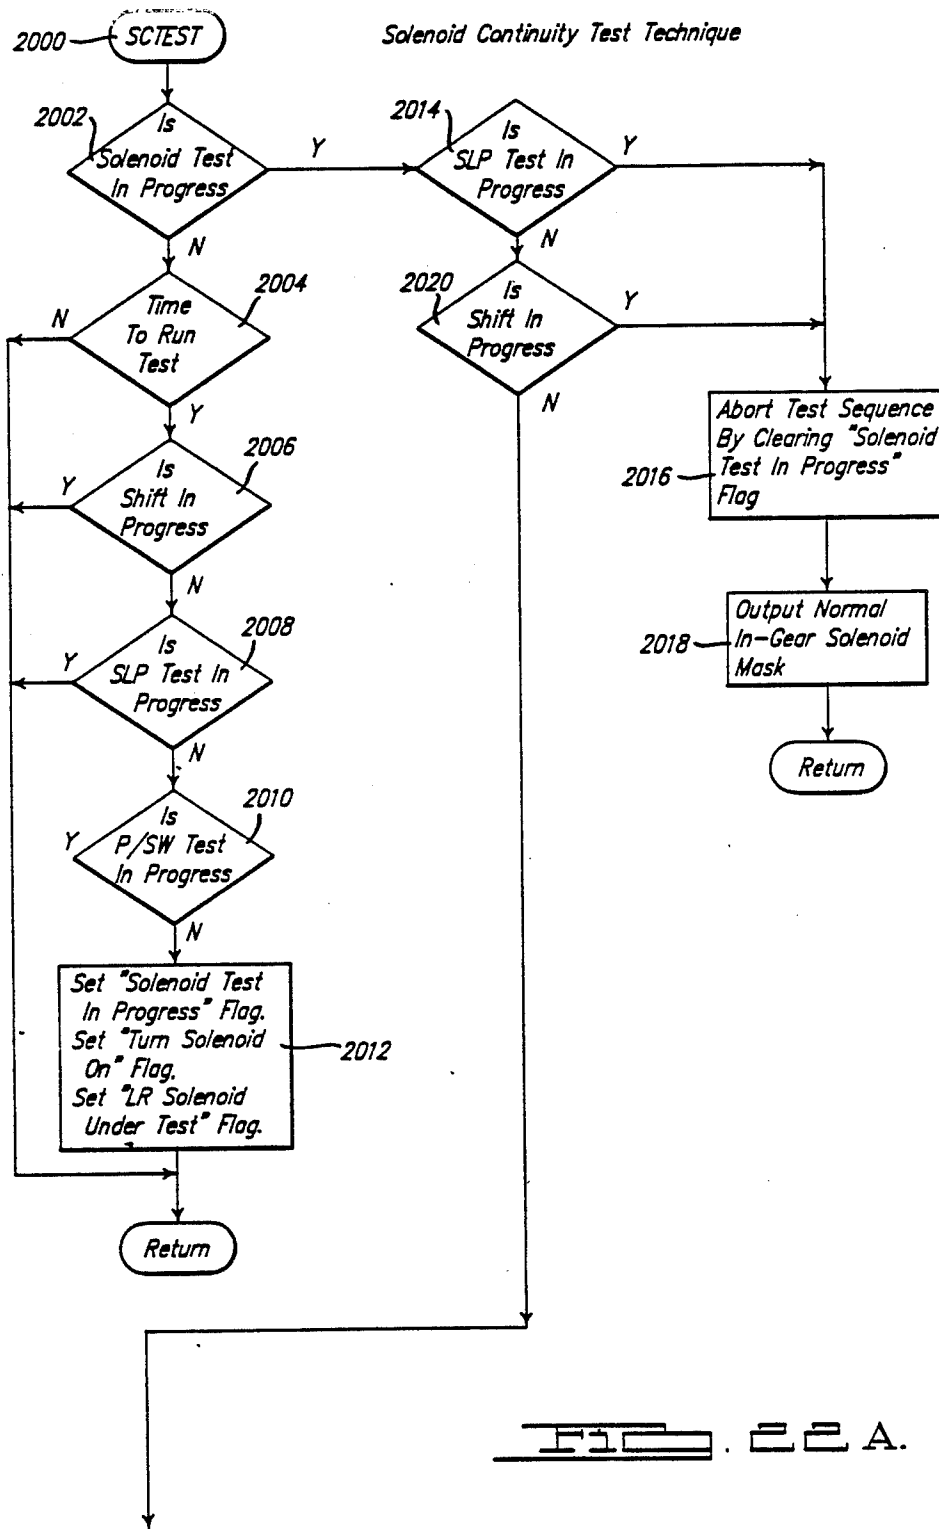 Solenoid Continuity Test Technique
2000
SCTEST
2002
Is
Solenoid Test
In Progress
Y
N
2014
Is
SLP Test In
Progress
Y
N
2004
Time
To Run
Test
N
Y
2020
Is
Shift In
Progress
Y
N
2006
Is
Shift In
Progress
Y
N
Abort Test Sequence
By Clearing "Solenoid
Test In Progress"
Flag
2016
2008
Is
SLP Test In
Progress
Y
N
Output Normal
In-Gear Solenoid
Mask
2018
Return
2010
Is
P/SW Test
In Progress
Y
N
Set "Solenoid Test
In Progress" Flag.
Set "Turn Solenoid
On" Flag.
Set "LR Solenoid
Under Test" Flag.
2012
Return
FIG. 22 A.